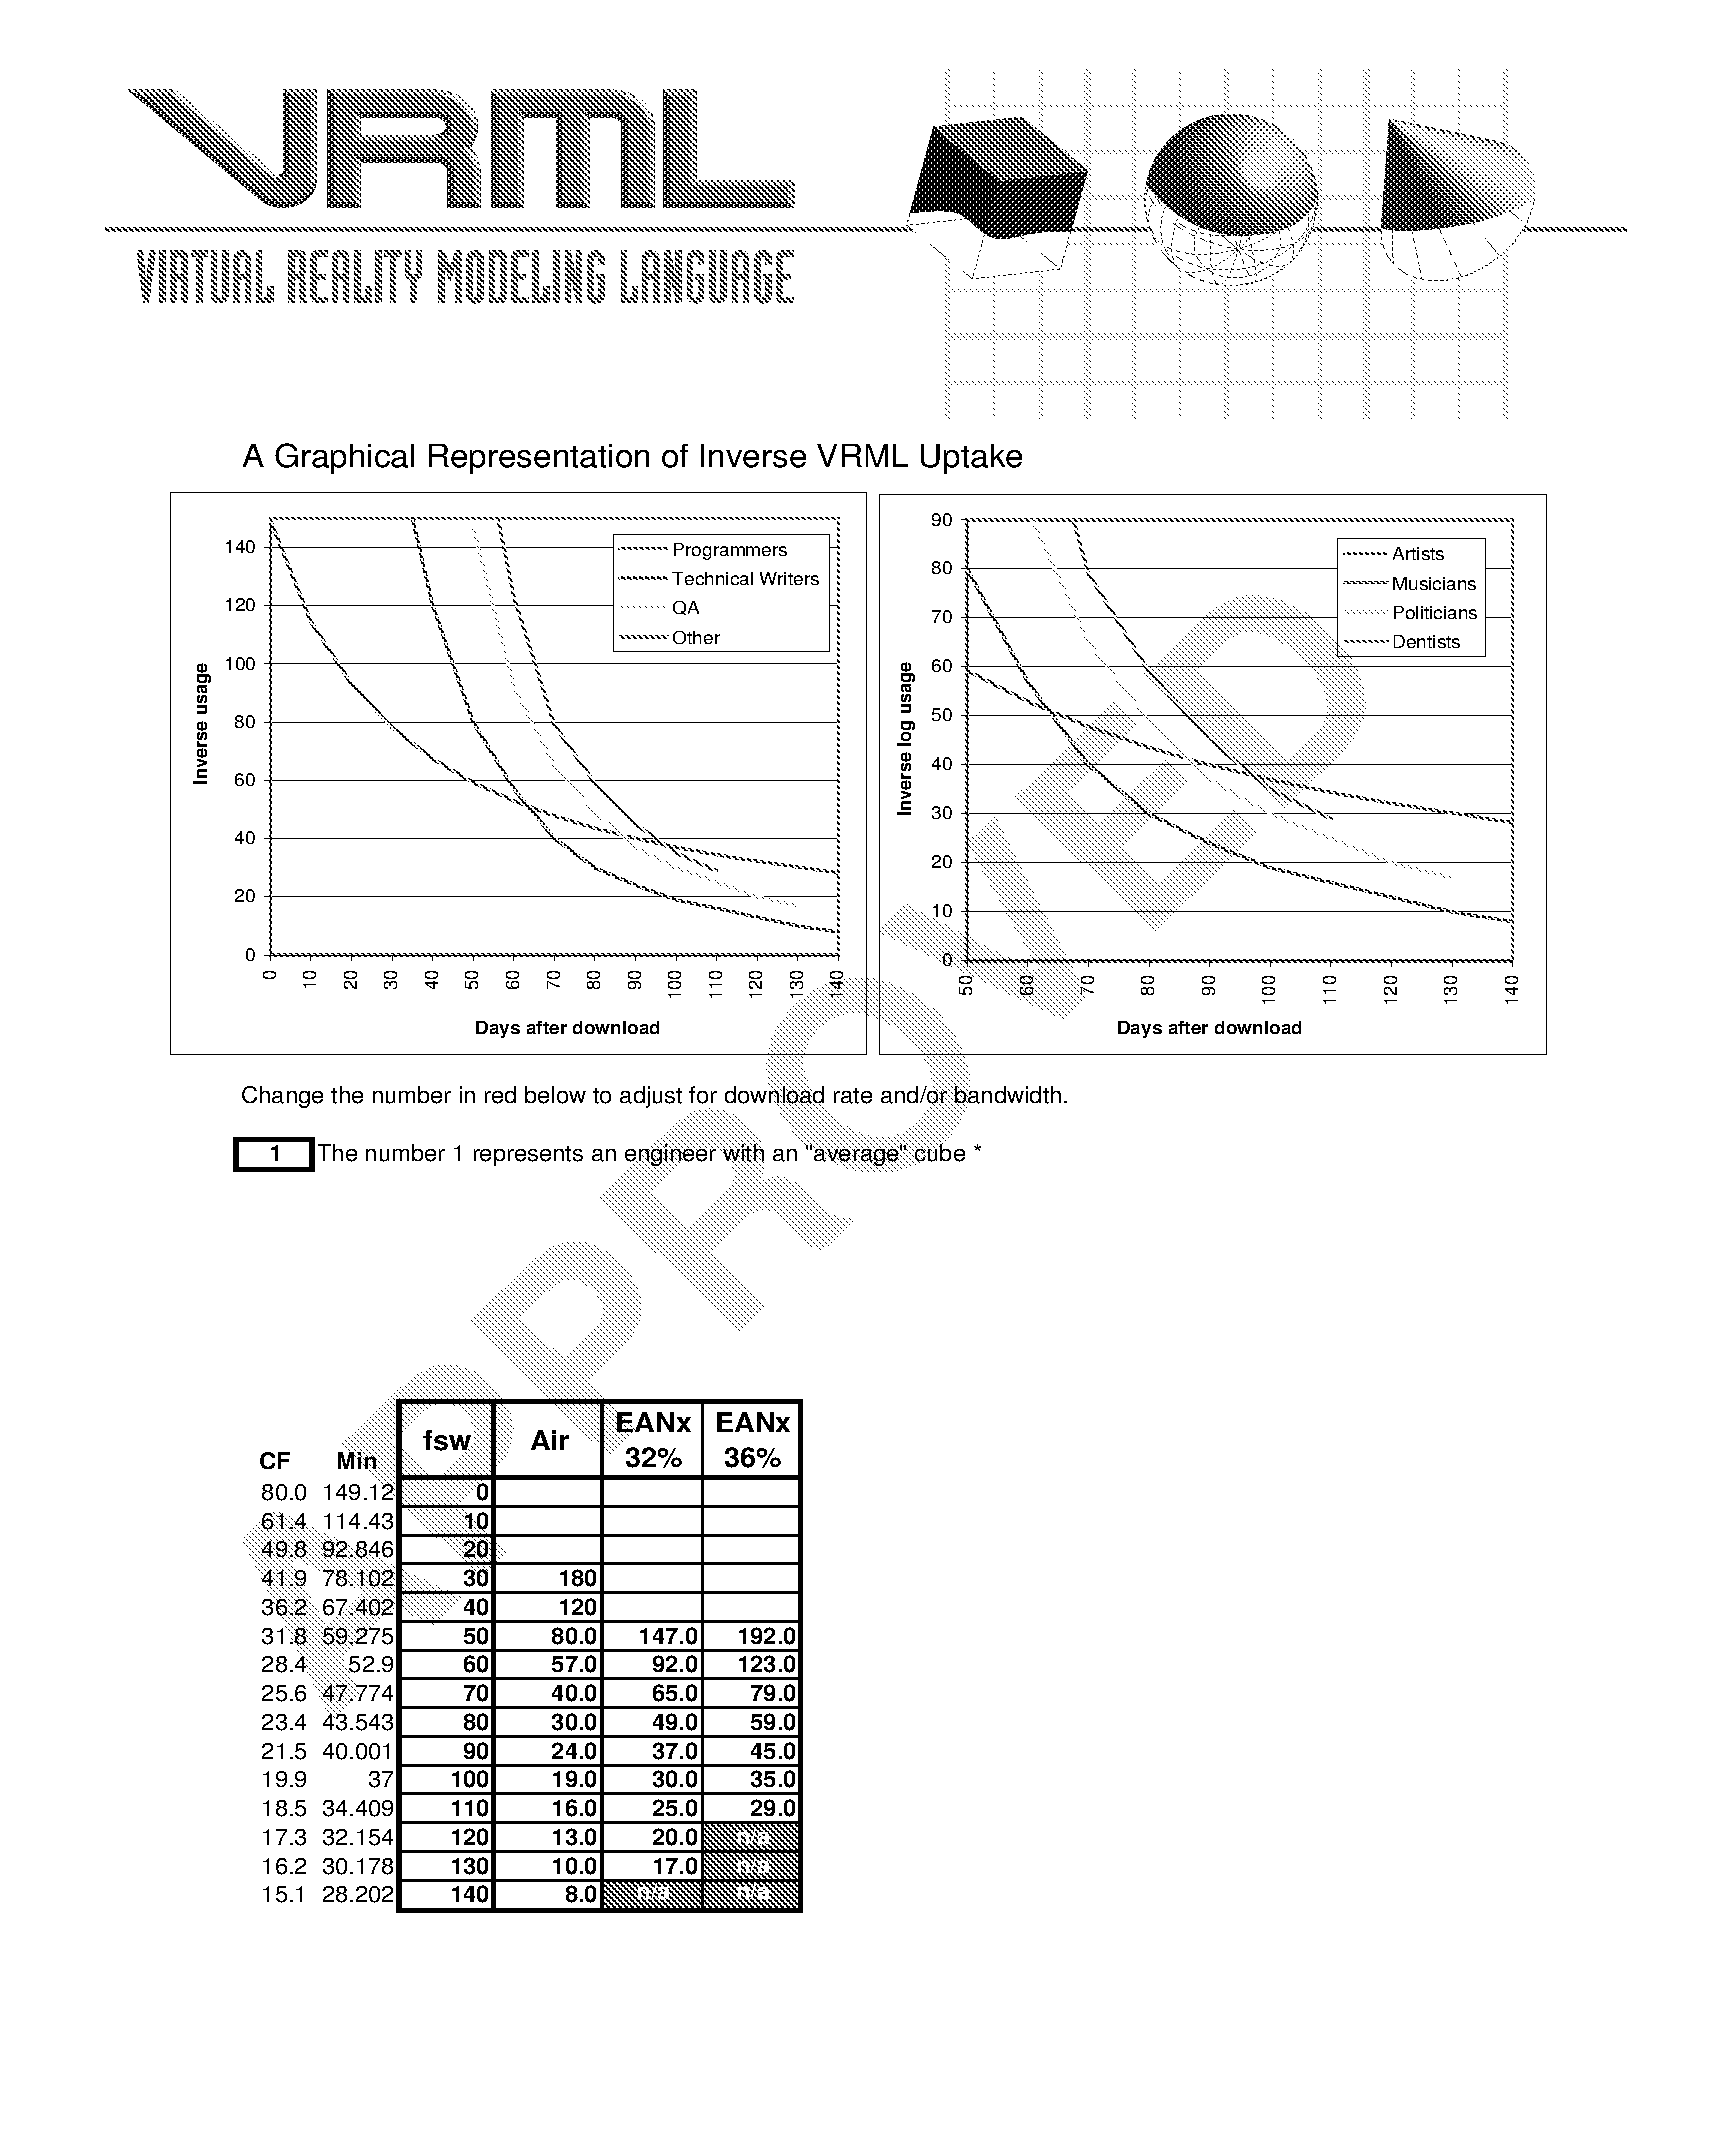 VRML
VIRTUAL REALITY MODELING LANGUAGE
A Graphical Representation of Inverse VRML Uptake
Inverse usage
140
120
100
80
60
40
20
0
Programmers
Technical Writers
QA
Other
0 10 20 30 40 50 60 70 80 90 100 110 120 130 140
Days after download
Inverse log usage
90
80
70
60
50
40
30
20
10
0
Artists
Musicians
Politicians
Dentists
50 60 70 80 90 100 110 120 130 140
Days after download
Change the number in red below to adjust for download rate and/or bandwidth.
1 The number 1 represents an engineer with an "average" cube *
APPROVED
CF Min fsw Air EANx 32% EANx 36%
80.0 149.12 0
61.4 114.43 10
49.8 92.846 20
41.9 78.102 30 180
36.2 67.402 40 120
31.8 59.275 50 80.0 147.0 192.0
28.4 52.9 60 57.0 92.0 123.0
25.6 47.774 70 40.0 65.0 79.0
23.4 43.543 80 30.0 49.0 59.0
21.5 40.001 90 24.0 37.0 45.0
19.9 37 100 19.0 30.0 35.0
18.5 34.409 110 16.0 25.0 29.0
17.3 32.154 120 13.0 20.0 n/a
16.2 30.178 130 10.0 17.0 n/a
15.1 28.202 140 8.0 n/a n/a